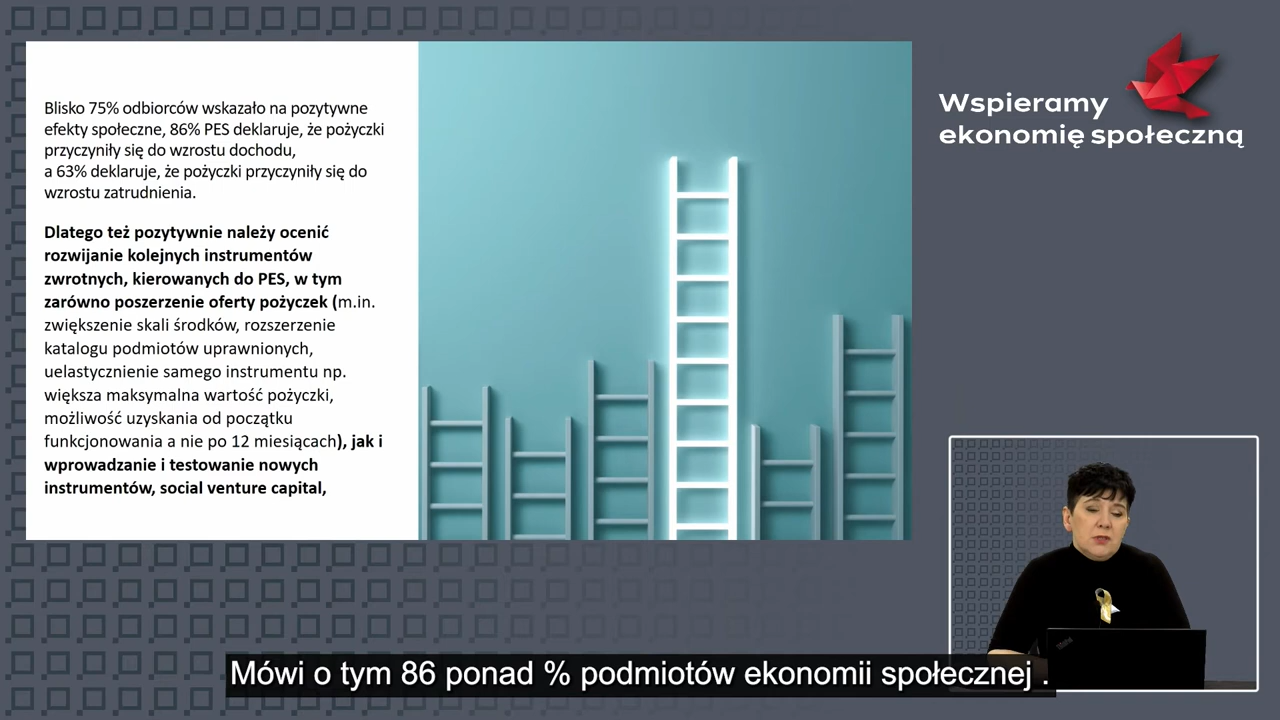 Blisko 75% odbiorców wskazało na pozytywne
efekty społeczne, 86% PES deklaruje, że pożyczki
przyczyniły się do wzrostu dochodu,
a 63% deklaruje, że pożyczki przyczyniły się do
wzrostu zatrudnienia.
Dlatego też pozytywnie należy ocenić
rozwijanie kolejnych instrumentów
zwrotnych, kierowanych do PES, w tym
zarówno poszerzenie oferty pożyczek (m.in.
zwiększenie skali środków, rozszerzenie
katalogu podmiotów uprawnionych,
uelastycznienie samego instrumentu np.
większa maksymalna wartość pożyczki,
możliwość uzyskania od początku
funkcjonowania a nie po 12 miesiącach), jak i
wprowadzanie i testowanie nowych
instrumentów, social venture capital,
Wspieramy
ekonomię społeczną
Mówi o tym 86 ponad % podmiotów ekonomii społecznej .